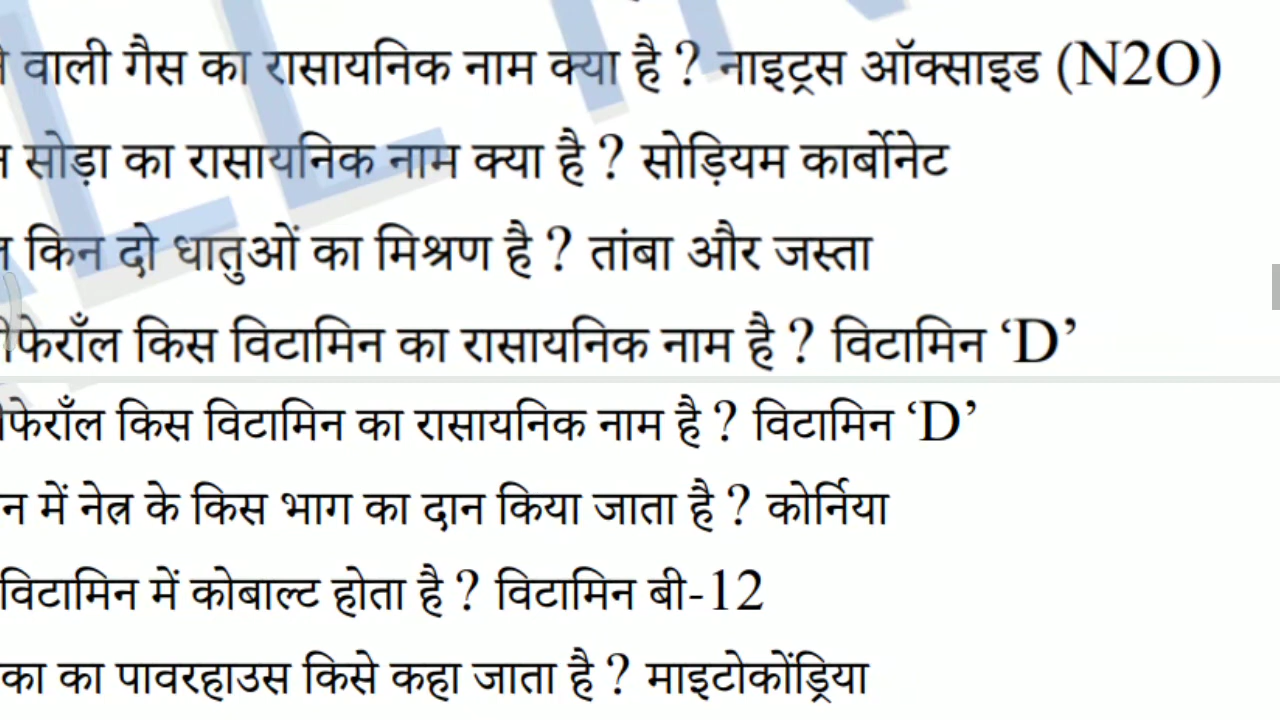 वाली गैस का रासायनिक नाम क्या है ? नाइट्रस ऑक्साइड (N2O)
सोड़ा का रासायनिक नाम क्या है ? सोड़ियम कार्बोनेट
किन दो धातुओं का मिश्रण है ? तांबा और जस्ता
किस विटामिन का रासायनिक नाम है ? विटामिन ‘D’
किस विटामिन का रासायनिक नाम है ? विटामिन ‘D’
में नेत्र के किस भाग का दान किया जाता है ? कोर्निया
विटामिन में कोबाल्ट होता है ? विटामिन बी-12
का पावरहाउस किसे कहा जाता है ? माइटोकोंड्रिया